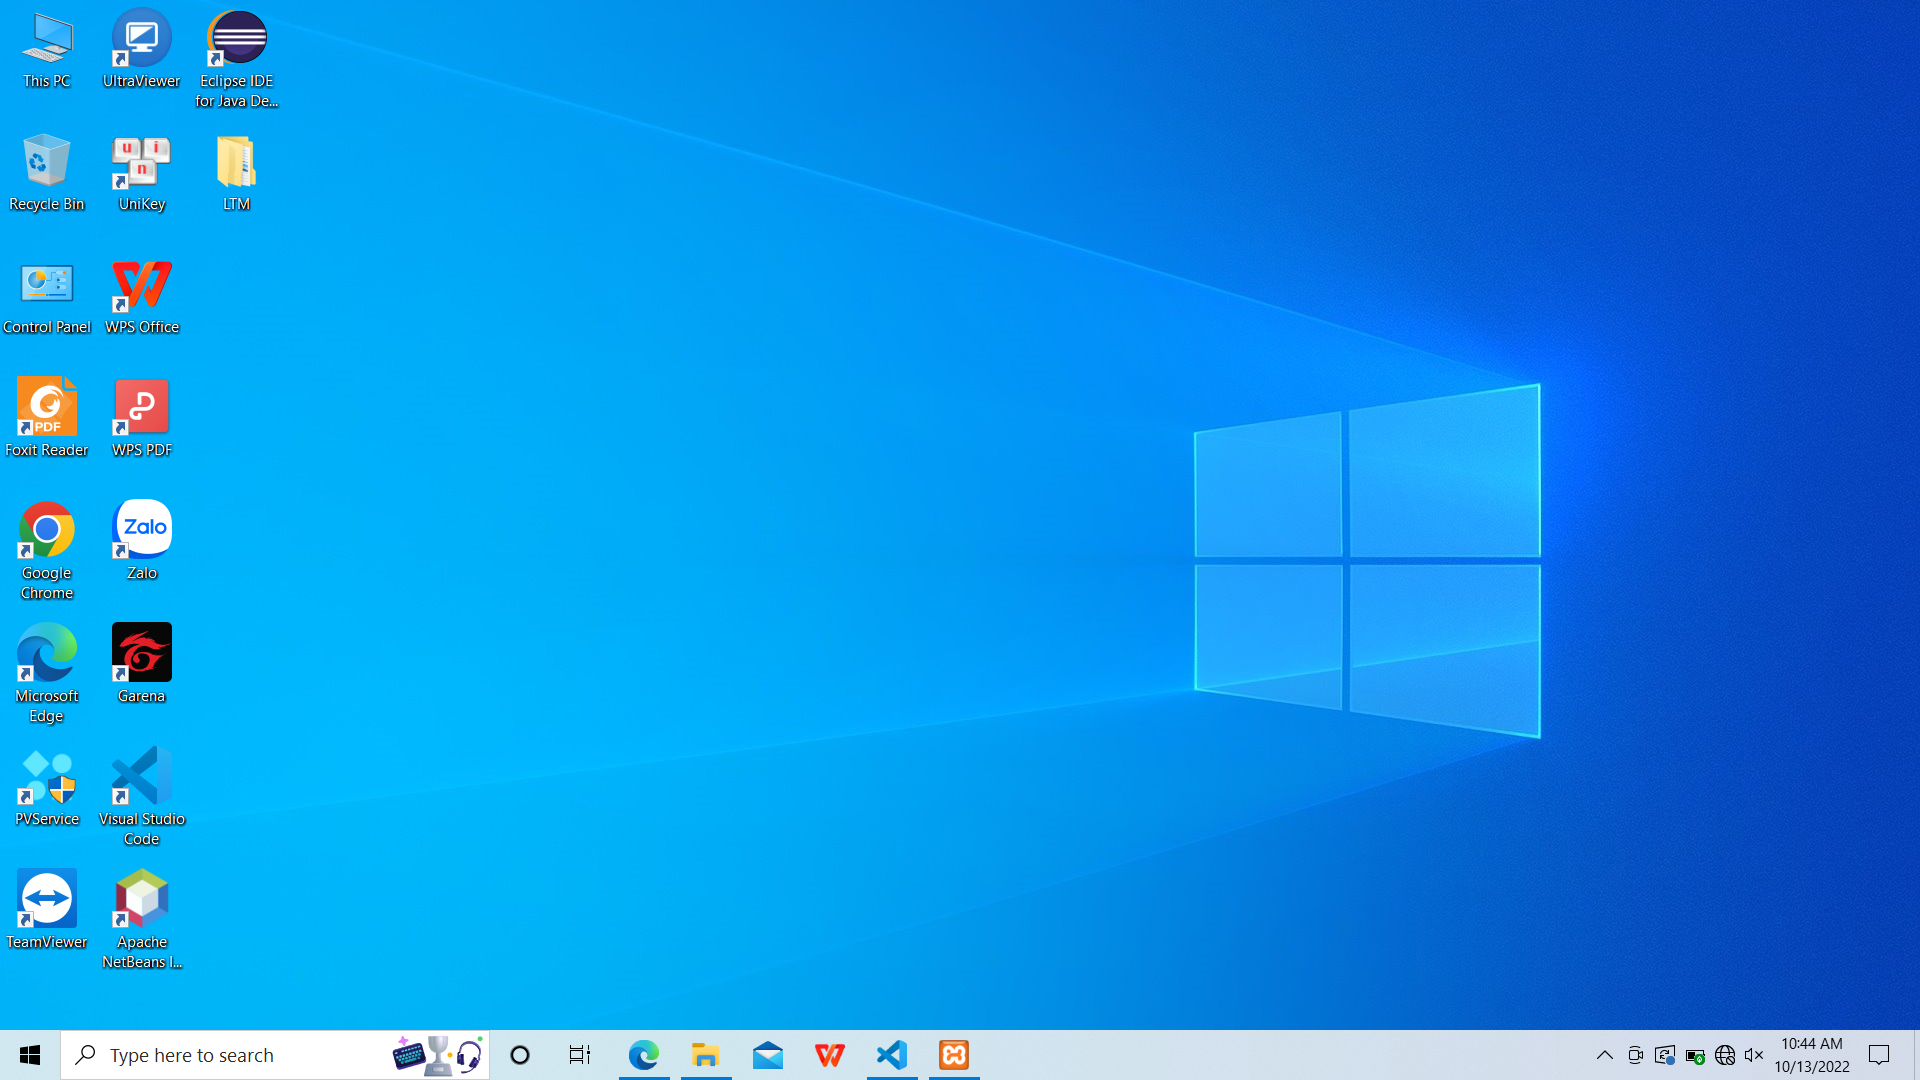 This PC
UltraViewer
Eclipse IDE
for Java De...
Recycle Bin
u i
n
UniKey
LTM
Control Panel
WPS Office
PDF
Foxit Reader
WPS PDF
Google
Chrome
Zalo
Zalo
Microsoft
Edge
Garena
PVService
Visual Studio
Code
TeamViewer
Apache
NetBeans I...
Type here to search
10:44 AM
10/13/2022